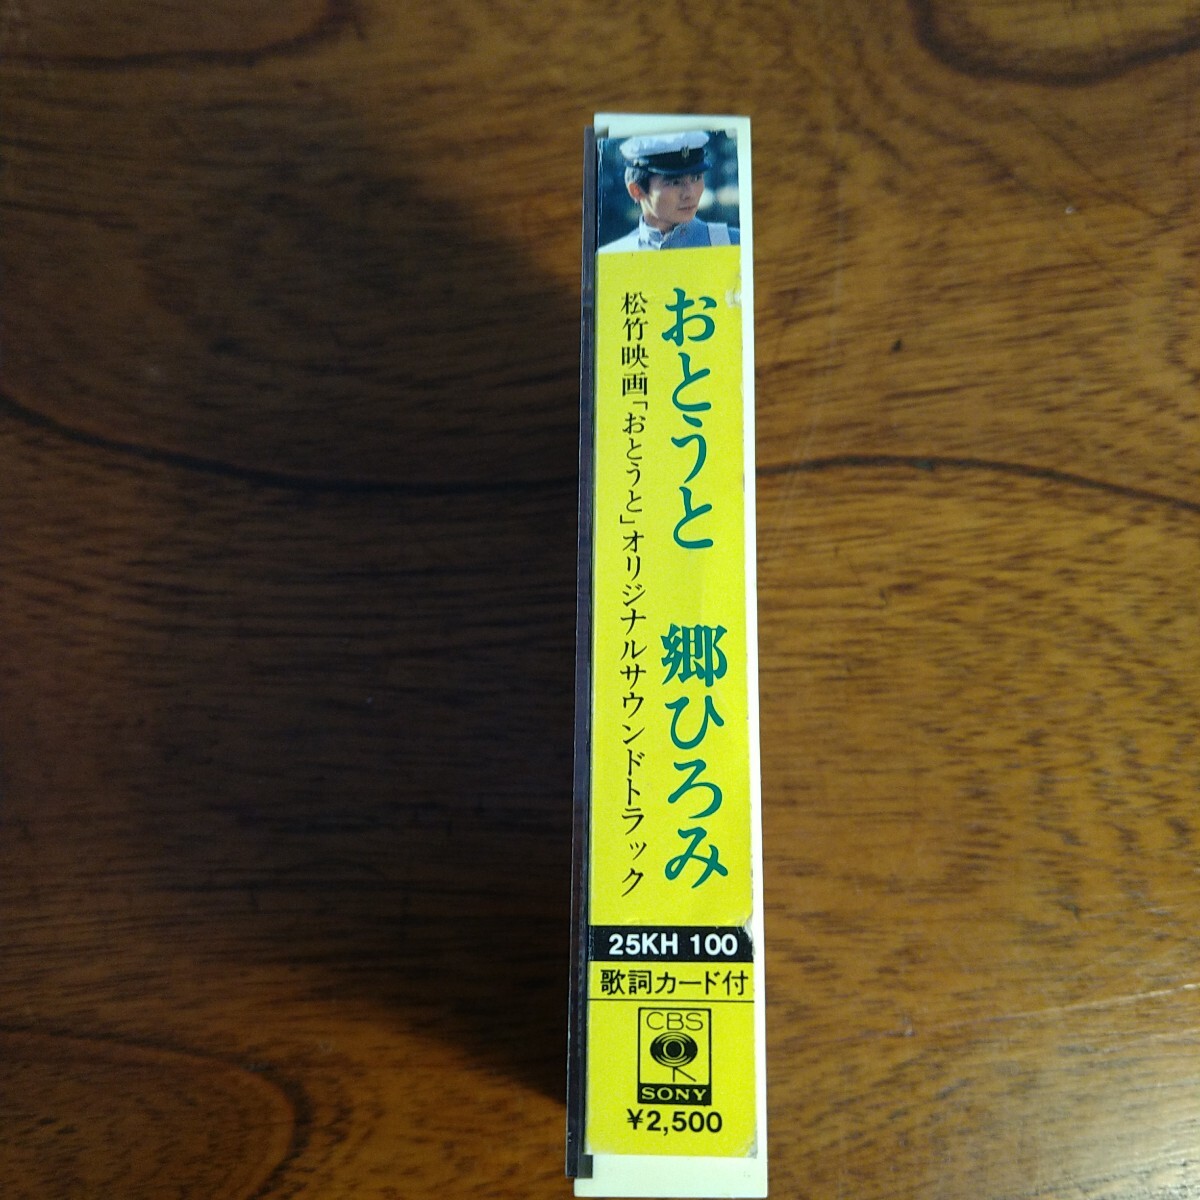 おとうと 郷ひろみ
松竹映画「おとうと」オリジナルサウンドトラック
25KH 100
歌詞カード付
CBS
SONY
¥2,500